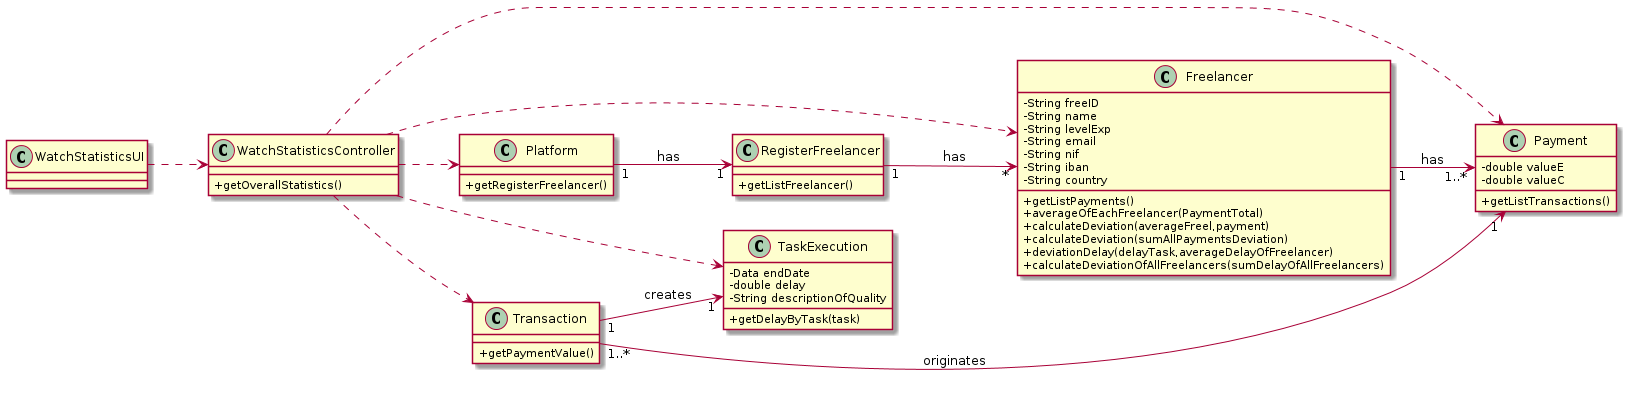 C WatchStatisticsUI
C WatchStatisticsController
+getOverallStatistics()
C Platform
+getRegisterFreelancer()
has
1
1
C RegisterFreelancer
+getListFreelancer()
has
1
*
C Freelancer
-String freeID
-String name
-String levelExp
-String email
-String nif
-String iban
-String country
+getListPayments()
+averageOfEachFreelancer(PaymentTotal)
+calculateDeviation(averageFreel,payment)
+calculateDeviation(sumAllPaymentsDeviation)
+deviationDelay(delayTask,averageDelayOfFreelancer)
+calculateDeviationOfAllFreelancers(sumDelayOfAllFreelancers)
has
1
1..*
C Payment
-double valueE
-double valueC
+getListTransactions()
1
C TaskExecution
-Data endDate
-double delay
-String descriptionOfQuality
+getDelayByTask(task)
creates
1
1
C Transaction
+getPaymentValue()
1..*
originates